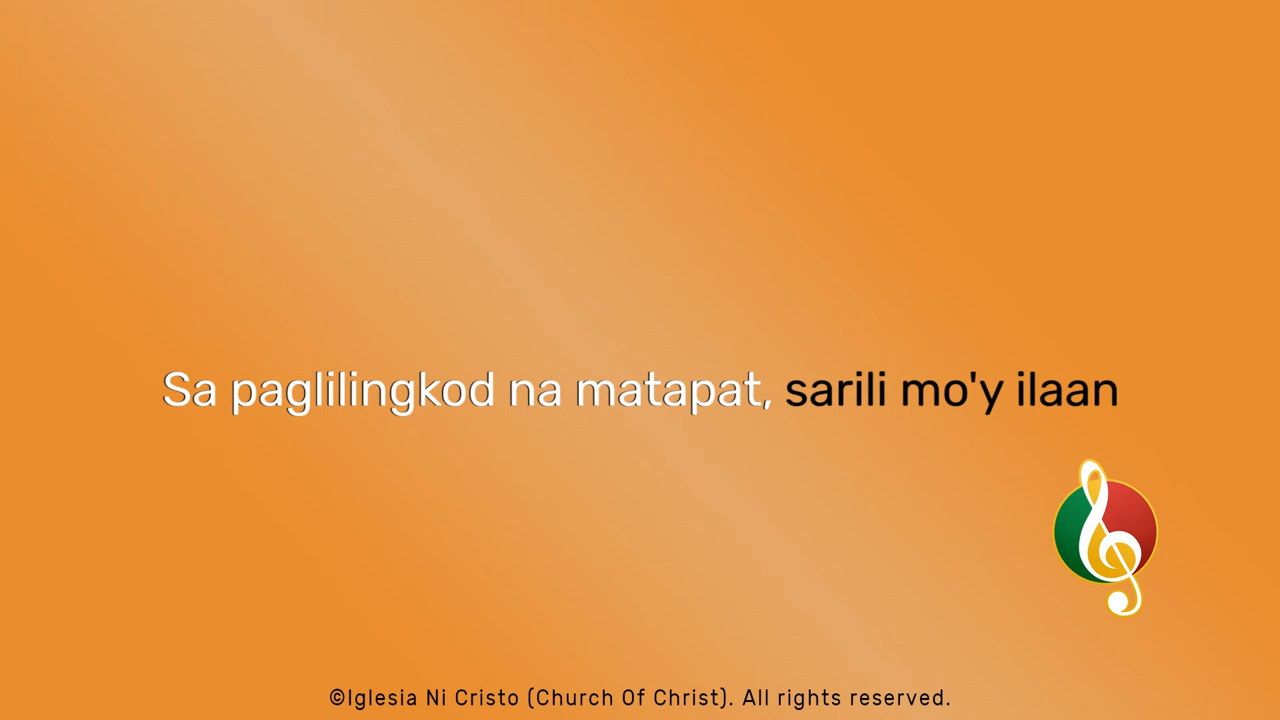 Sa paglilingkod na matapat, sarili mo'y ilaan
©Iglesia Ni Cristo (Church Of Christ). All rights reserved.